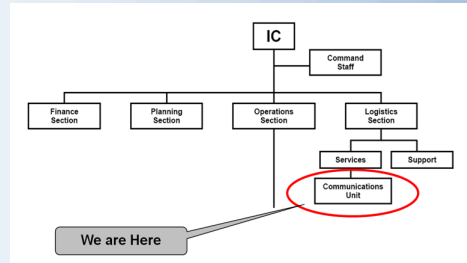 IC
Command
Staff
Finance
Section
Planning
Section
Operations
Section
Logistics
Section
Services
Support
Communications
Unit
We are Here